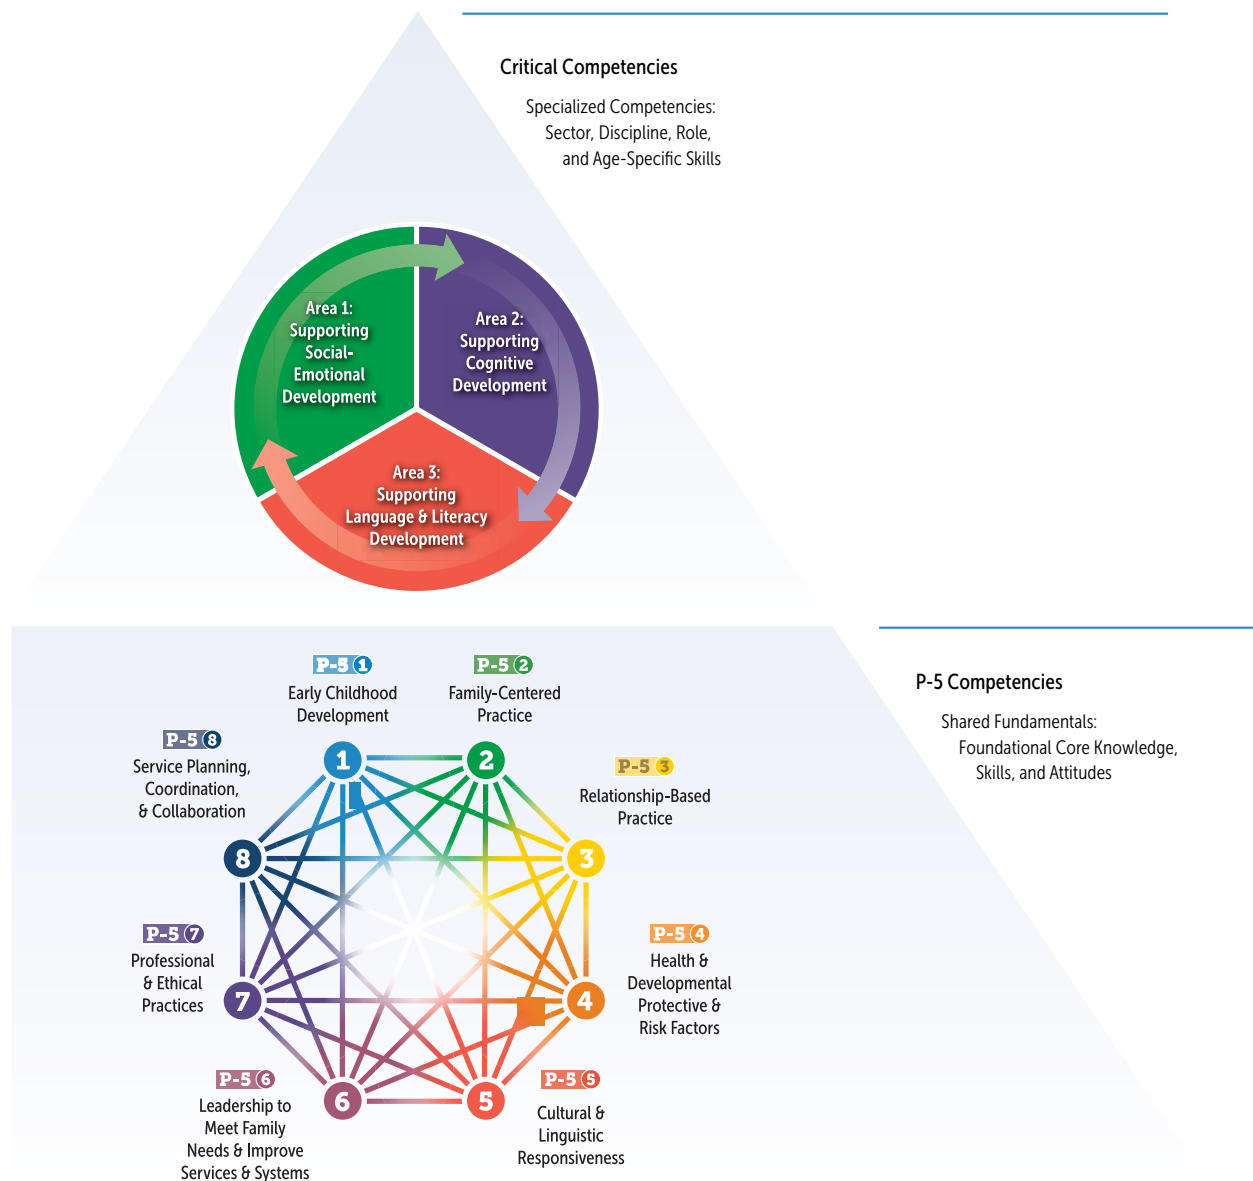 Critical Competencies
Specialized Competencies:
Sector, Discipline, Role,
and Age-Specific Skills
Area 1:
Supporting
Social-
Emotional
Development
Area 2:
Supporting
Cognitive
Development
Area 3:
Supporting
Language & Literacy
Development
P-5 Competencies
Shared Fundamentals:
Foundational Core Knowledge,
Skills, and Attitudes
P-5 1
Early Childhood
Development
P-5 2
Family-Centered
Practice
P-5 3
Relationship-Based
Practice
P-5 4
Health &
Developmental
Protective &
Risk Factors
P-5 5
Cultural &
Linguistic
Responsiveness
P-5 6
Leadership to
Meet Family
Needs & Improve
Services & Systems
P-5 7
Professional
& Ethical
Practices
P-5 8
Service Planning,
Coordination,
& Collaboration
1
2
3
4
5
6
7
8